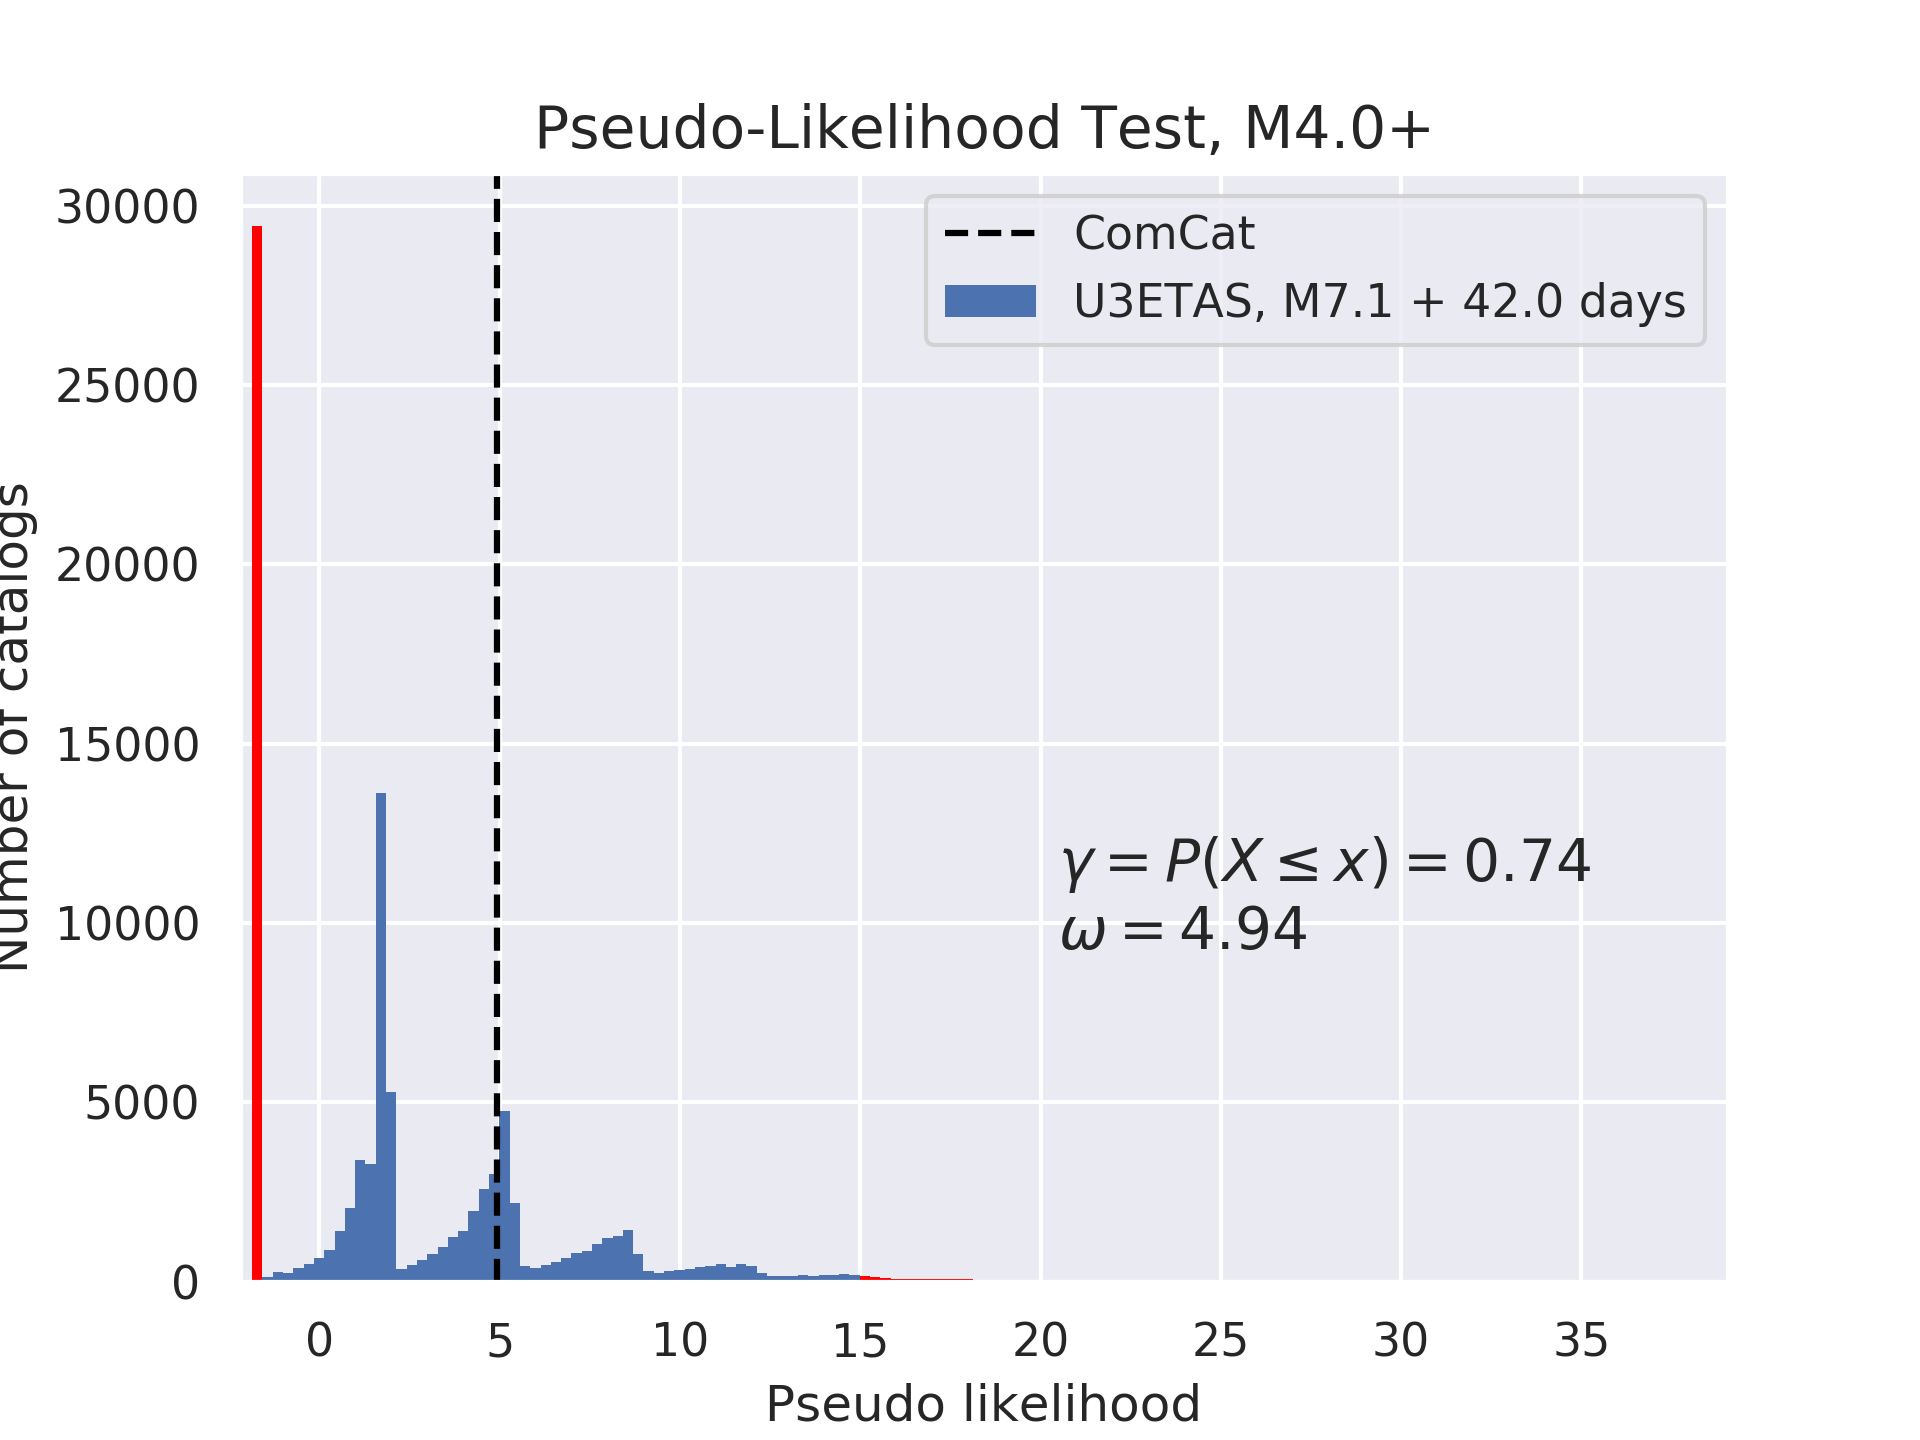 Pseudo-Likelihood Test, M4.0+
ComCat
U3ETAS, M7.1 + 42.0 days
30000
25000
20000
15000
10000
5000
0
Number of catalogs
γ = P(X ≤ x) = 0.74
ω = 4.94
0 5 10 15 20 25 30 35
Pseudo likelihood